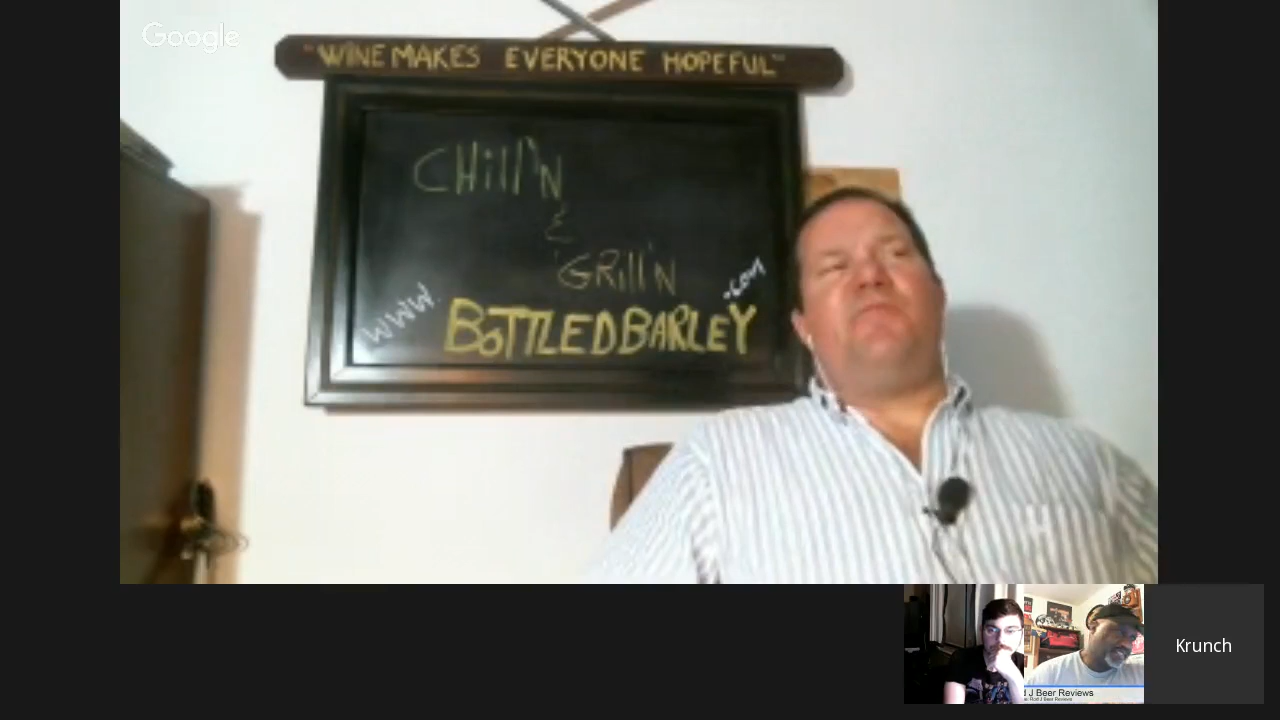 Google
"WINE MAKES EVERYONE HOPEFUL"
CHill'N
&
'GRill'N
WWW.
BOTTLEDBARLEY
.COM
Krunch
J Beer Reviews